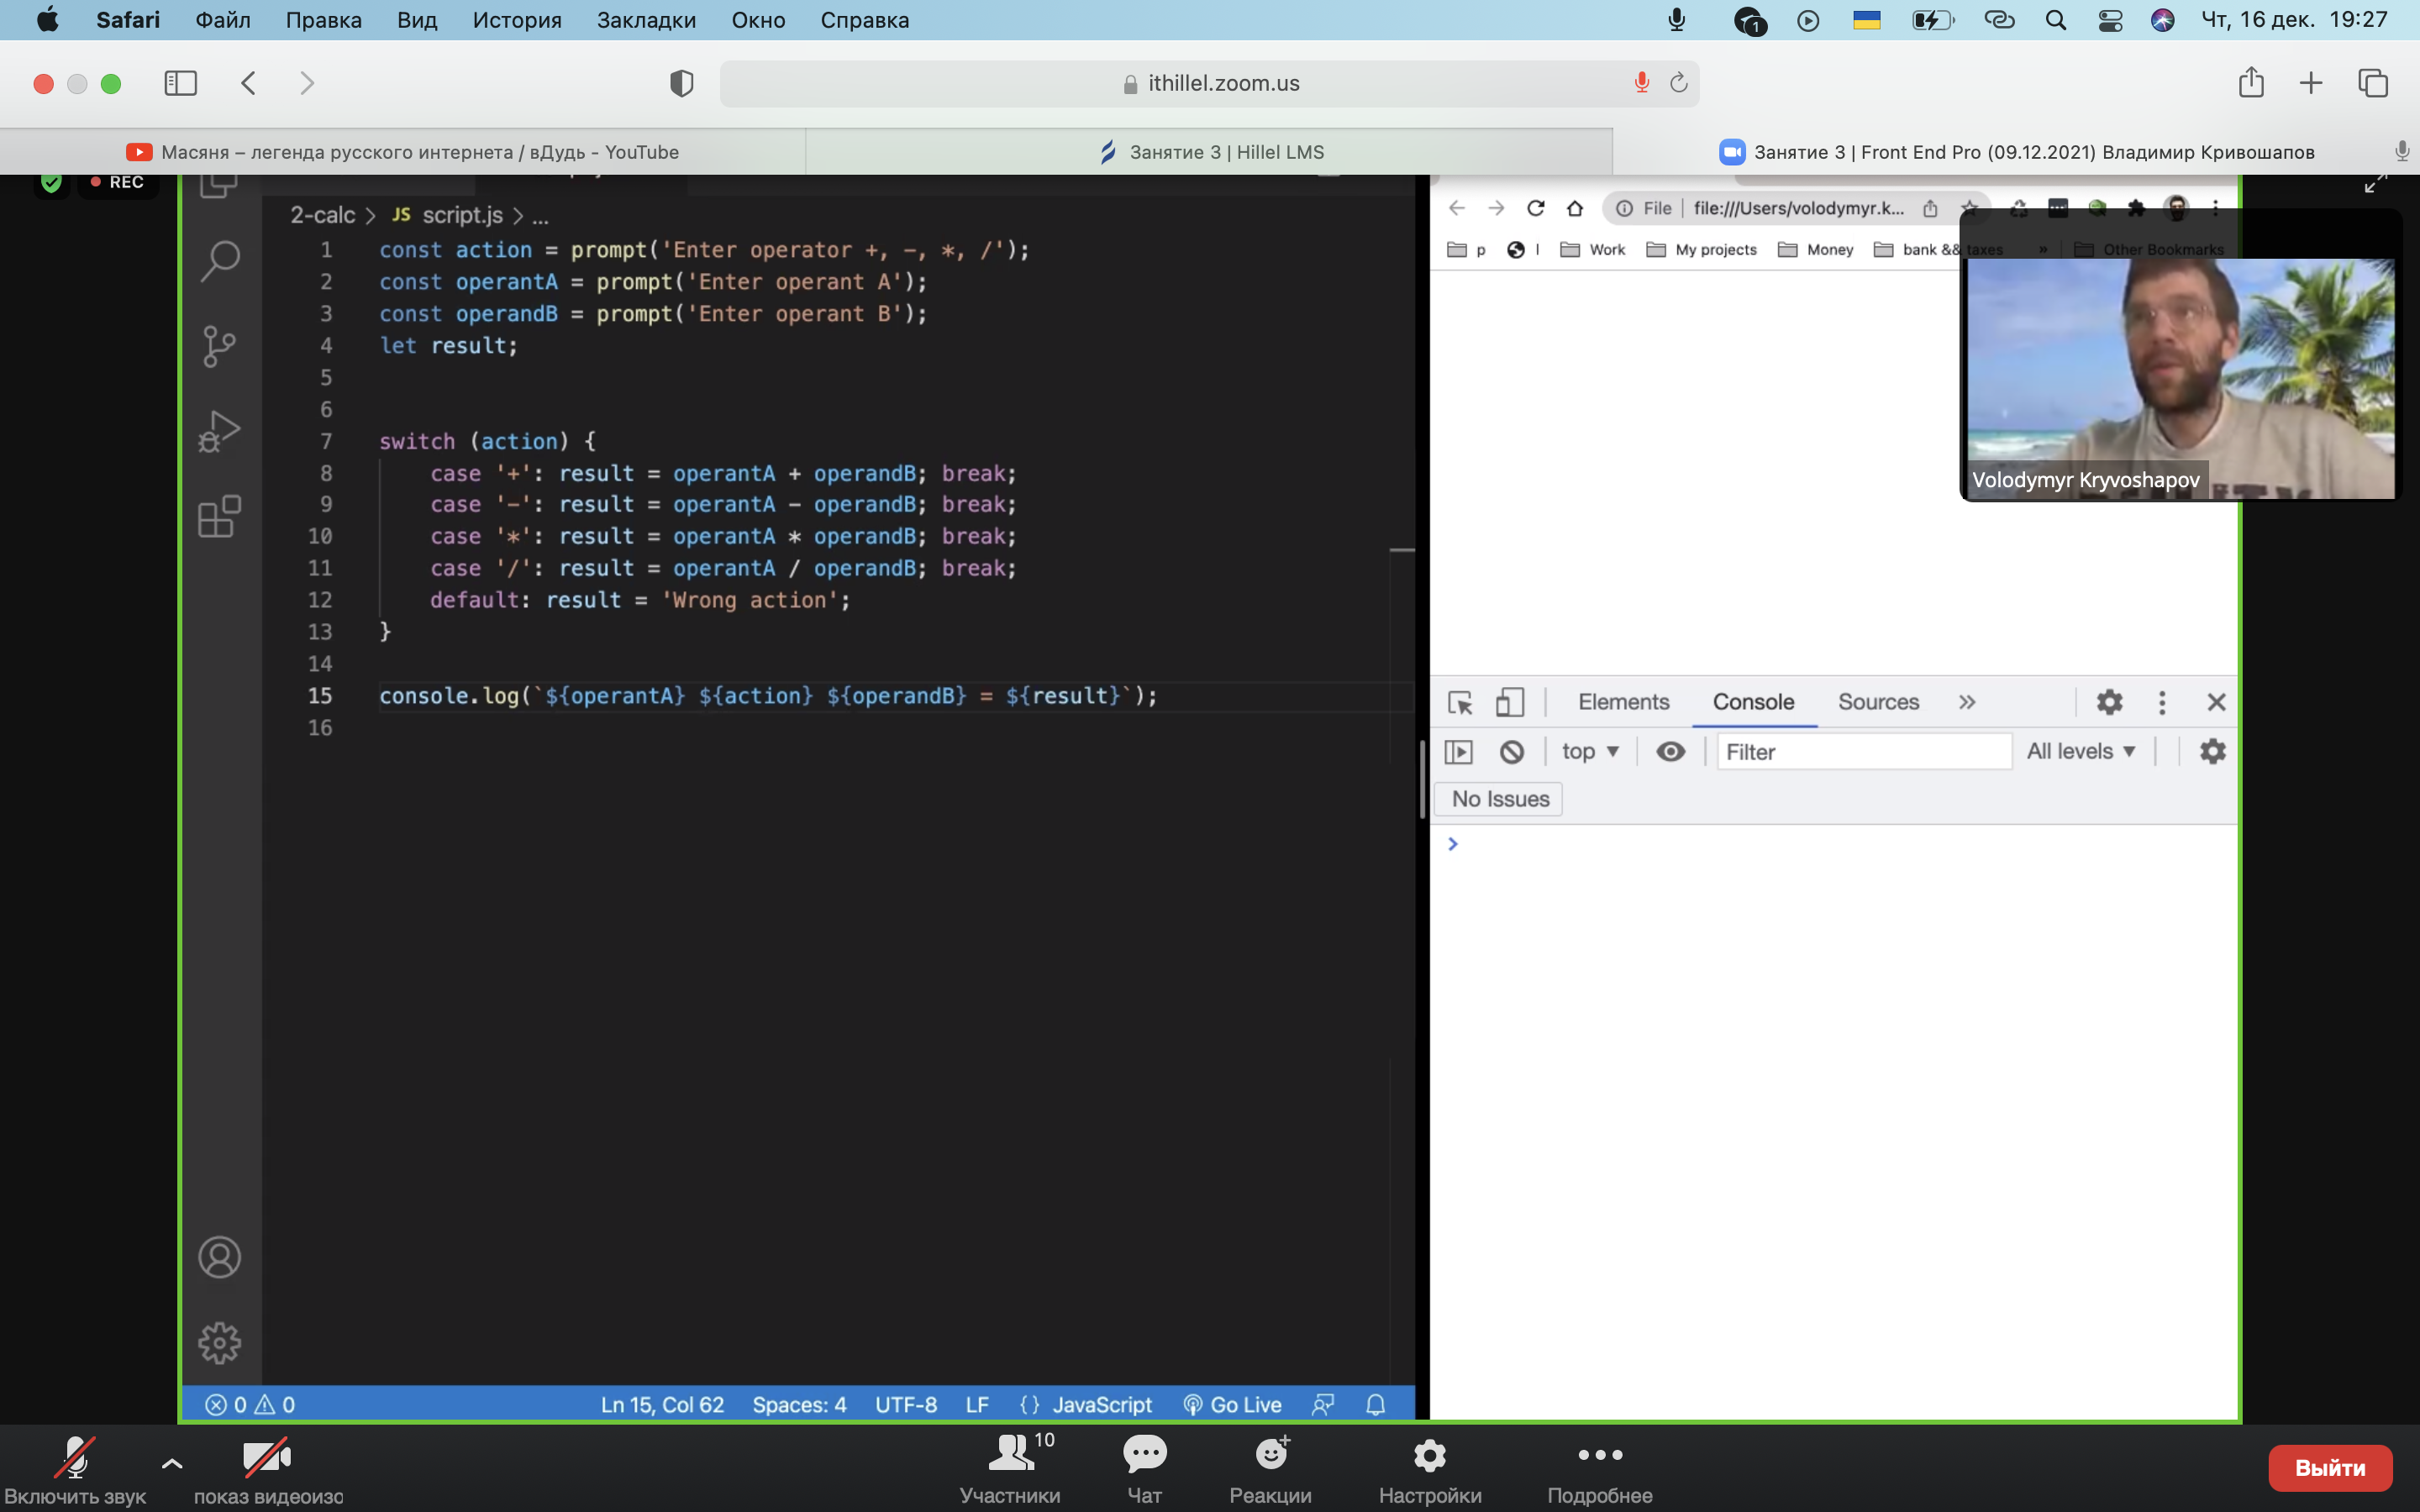 Safari Файл Правка Вид История Закладки Окно Справка 1 Чт, 16 дек. 19:27
ithillel.zoom.us
Масяня – легенда русского интернета / вДудь - YouTube
Занятие 3 | Hillel LMS
Занятие 3 | Front End Pro (09.12.2021) Владимир Кривошапов
REC
2-calc > JS script.js > ...
1 const action = prompt('Enter operator +, -, *, /');
2 const operantA = prompt('Enter operant A');
3 const operandB = prompt('Enter operant B');
4 let result;
5
6
7 switch (action) {
8 case '+': result = operantA + operandB; break;
9 case '-': result = operantA - operandB; break;
10 case '*': result = operantA * operandB; break;
11 case '/': result = operantA / operandB; break;
12 default: result = 'Wrong action';
13 }
14
15 console.log(`${operantA} ${action} ${operandB} = ${result}`);
16
0 0 Ln 15, Col 62 Spaces: 4 UTF-8 LF {} JavaScript Go Live
File | file:///Users/volodymyr.k...
p Work My projects Money bank && taxes » Other Bookmarks
Volodymyr Kryvoshapov
Elements Console Sources »
top ▼ Filter All levels ▼
No Issues
>
Включить звук показ видеоизо Участники 10 Чат Реакции Настройки Подробнее Выйти